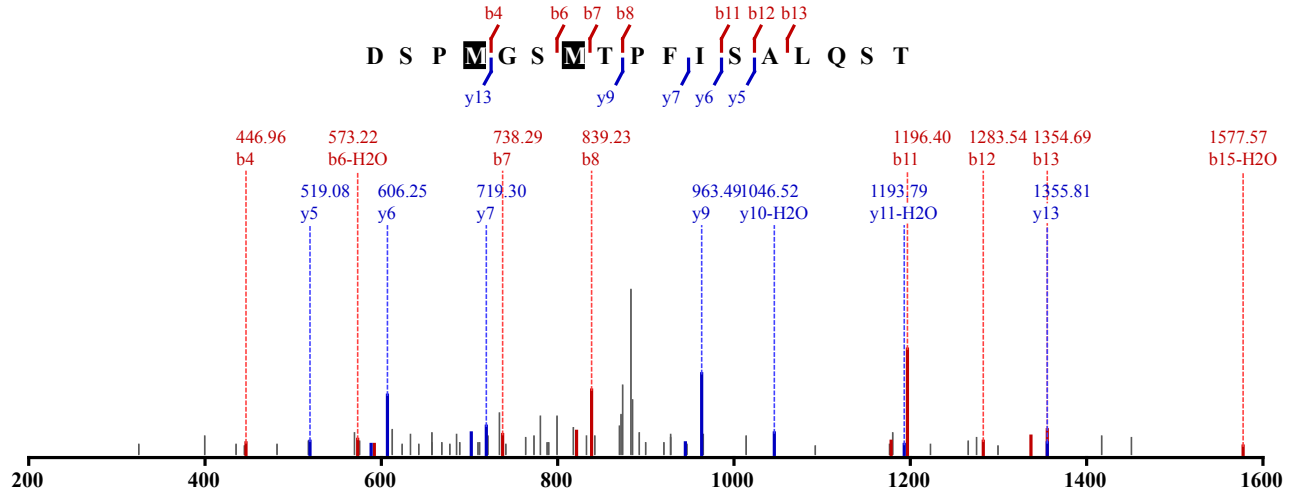 b4 b6 b7 b8 b11 b12 b13
D S P M G S M T P F I S A L Q S T
y13 y9 y7 y6 y5
446.96 573.22 738.29 839.23 1196.40 1283.54 1354.69 1577.57
b4 b6-H2O b7 b8 b11 b12 b13 b15-H2O
519.08 606.25 719.30 963.49 1046.52 1193.79 1355.81
y5 y6 y7 y9 y10-H2O y11-H2O y13
200 400 600 800 1000 1200 1400 1600